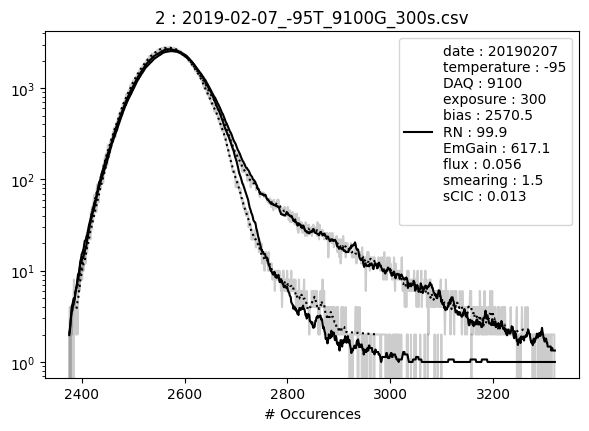 2 : 2019-02-07_-95T_9100G_300s.csv
date : 20190207
temperature : -95
DAQ : 9100
exposure : 300
bias : 2570.5
RN : 99.9
EmGain : 617.1
flux : 0.056
smearing : 1.5
sCIC : 0.013
10³
10²
10¹
10⁰
2400 2600 2800 3000 3200
# Occurences